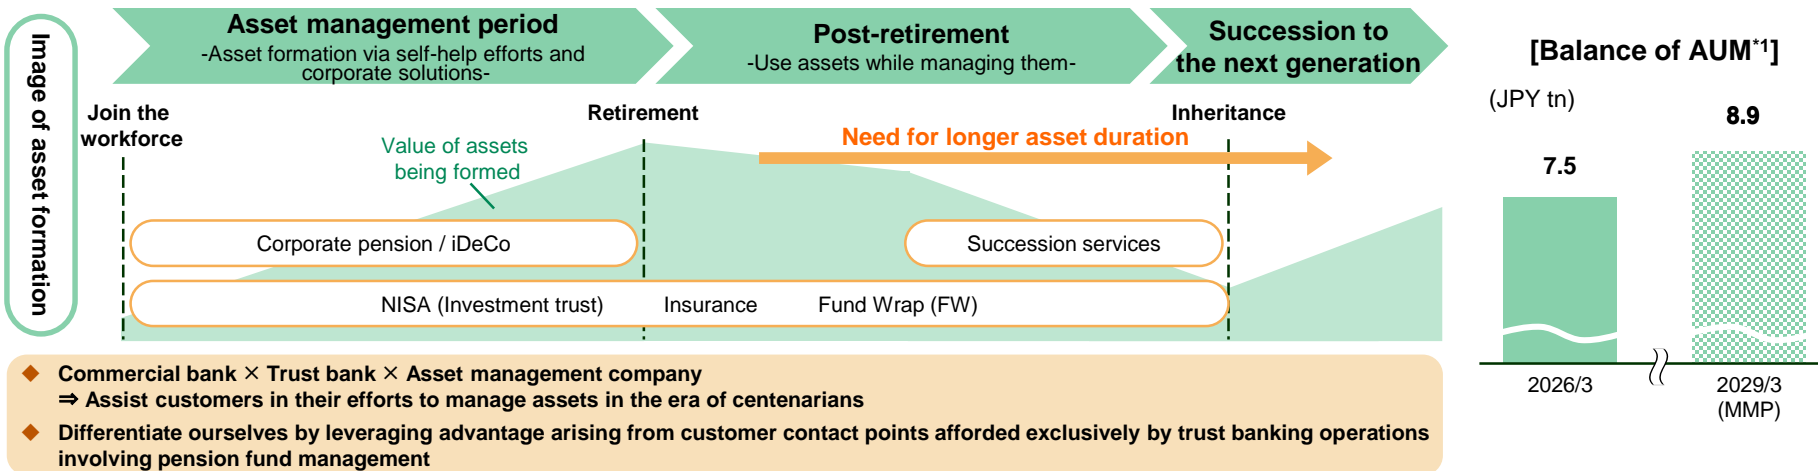 Image of asset formation
Asset management period
-Asset formation via self-help efforts and
corporate solutions-
Post-retirement
-Use assets while managing them-
Succession to
the next generation
Join the
workforce
Retirement
Inheritance
Value of assets
being formed
Need for longer asset duration
Corporate pension / iDeCo
Succession services
NISA (Investment trust) Insurance Fund Wrap (FW)
◆ Commercial bank × Trust bank × Asset management company
⇒ Assist customers in their efforts to manage assets in the era of centenarians
◆ Differentiate ourselves by leveraging advantage arising from customer contact points afforded exclusively by trust banking operations
involving pension fund management
[Balance of AUM*1]
(JPY tn)
7.5
8.9
2026/3
2029/3
(MMP)